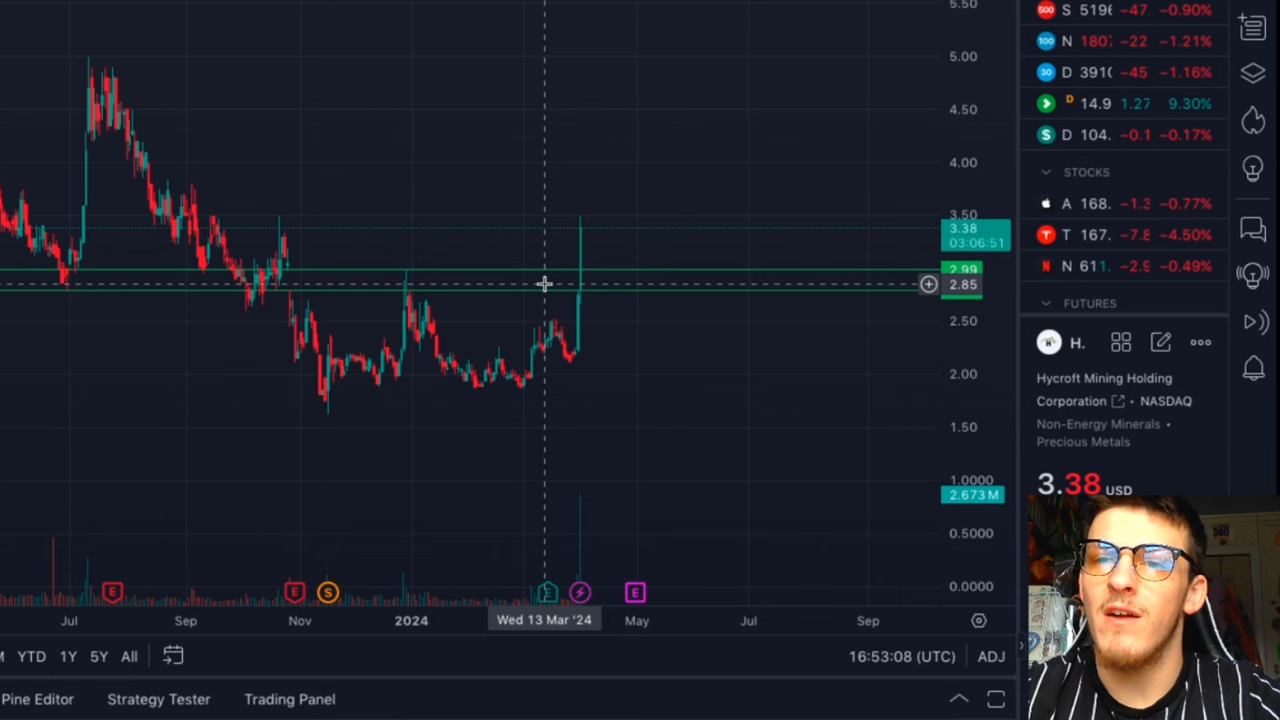 5.50
5.00
4.50
4.00
3.50
3.38
03:06:51
2.99
2.85
2.50
2.00
1.50
1.0000
2.673 M
0.5000
0.0000
E
E
S
E
E
Jul
Sep
Nov
2024
Wed 13 Mar '24
May
Jul
Sep
YTD 1Y 5Y All
16:53:08 (UTC) ADJ
Pine Editor Strategy Tester Trading Panel
500 S 5196 −47 −0.90%
100 N 180 −22 −1.21%
30 D 3910 −45 −1.16%
D 14.9 1.27 9.30%
S D 104. −0.1 −0.17%
STOCKS
A 168. −1.3 −0.77%
T 167. −7.8 −4.50%
N 611. −2.9 −0.49%
FUTURES
H.
Hycroft Mining Holding
Corporation • NASDAQ
Non-Energy Minerals •
Precious Metals
3.38 USD